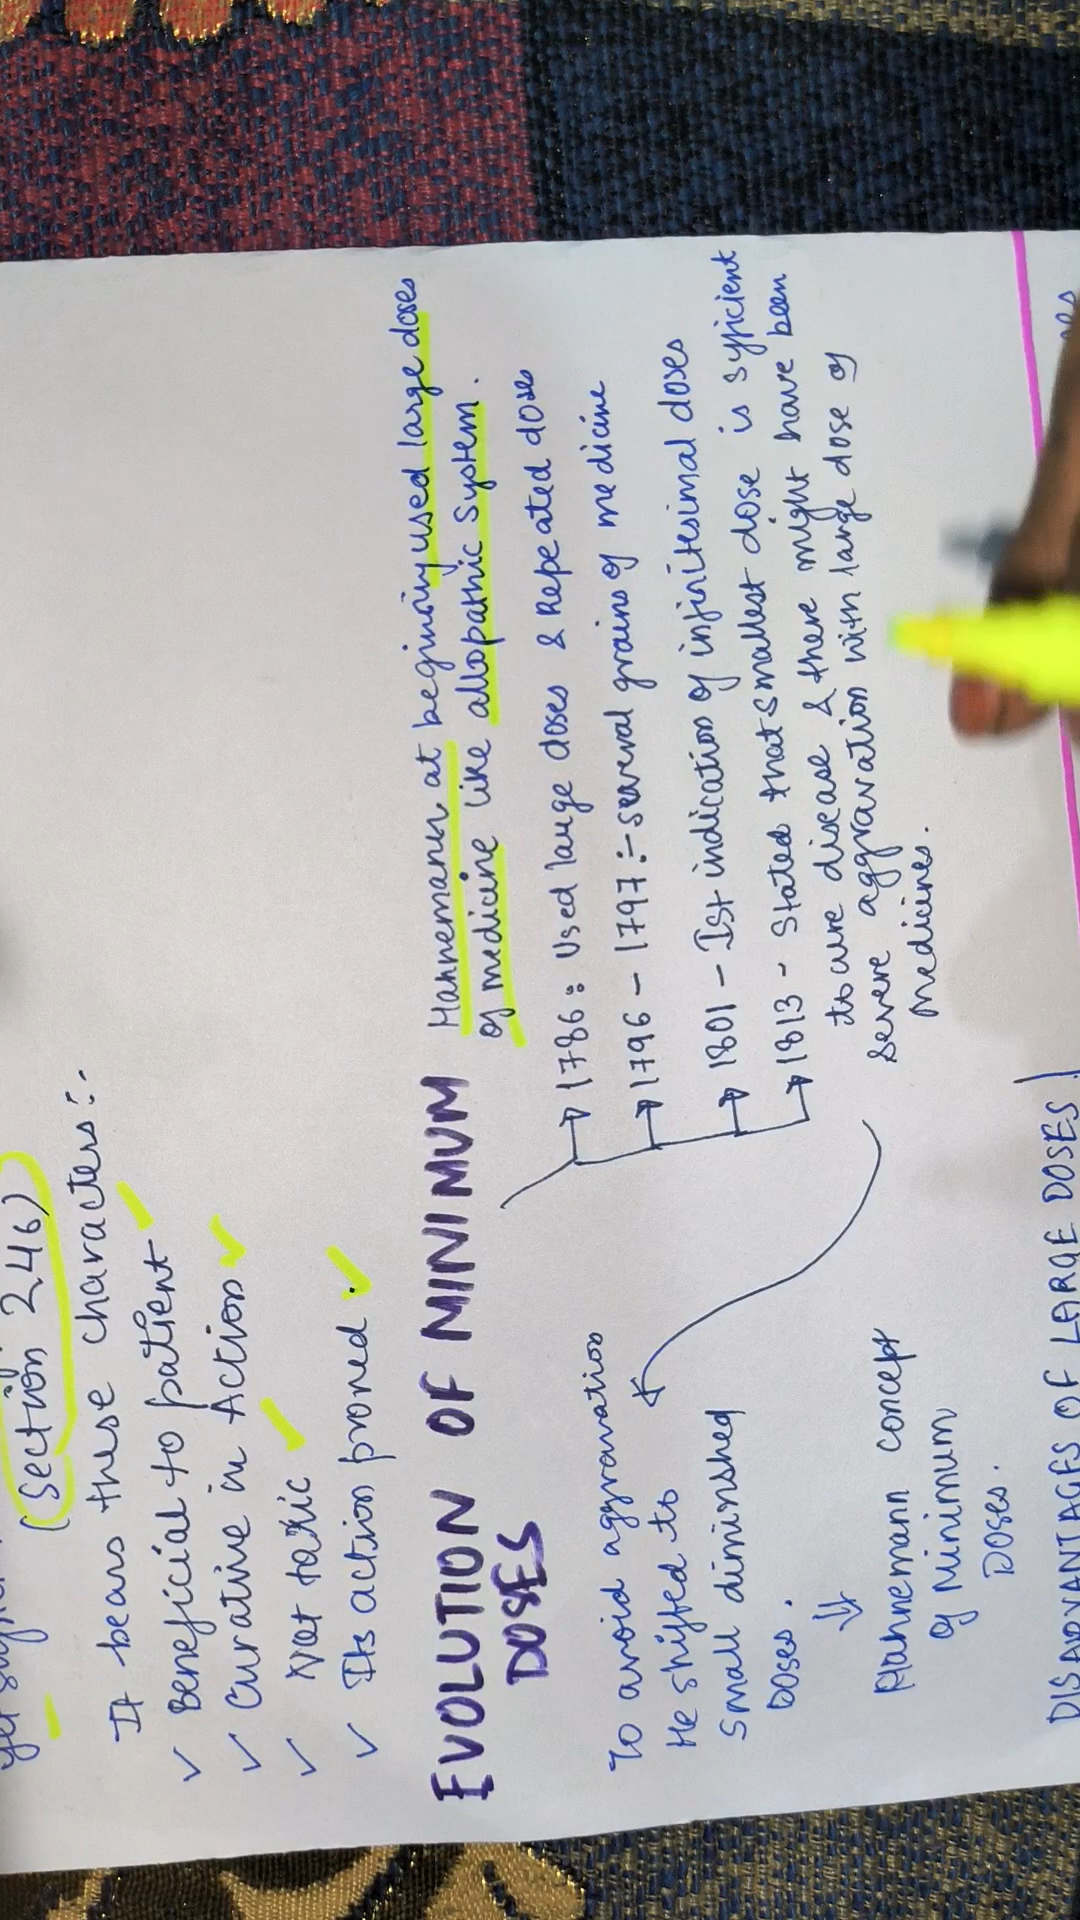 (Section 246)
It bears these characters :-
✓ Beneficial to patient
✓ Curative in Action
✓ Not toxic
✓ Its action proned.
EVOLUTION OF MINIMUM
DOSES
Hahnemann at beginning used large doses
of medicine like allopathic system.
1786: Used large doses & Repeated doses
1796 - 1797 :- several grains of medicine
1801 - Ist indication of infinitesimal doses
1813 - Stated that smallest dose is suficient
to cure disease & there might have been
severe aggravation with large dose of
medicines.
To avoid aggravation
He shifted to
small diminished
Doses.
⇓
Hahnemann concept
of Minimum
Doses.
DISADVANTAGES OF LARGE DOSES